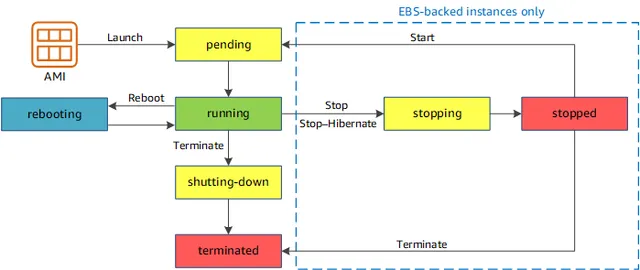 EBS-backed instances only
Launch
pending
Start
AMI
rebooting
Reboot
running
Stop
Stop–Hibernate
stopping
stopped
Terminate
shutting-down
terminated
Terminate